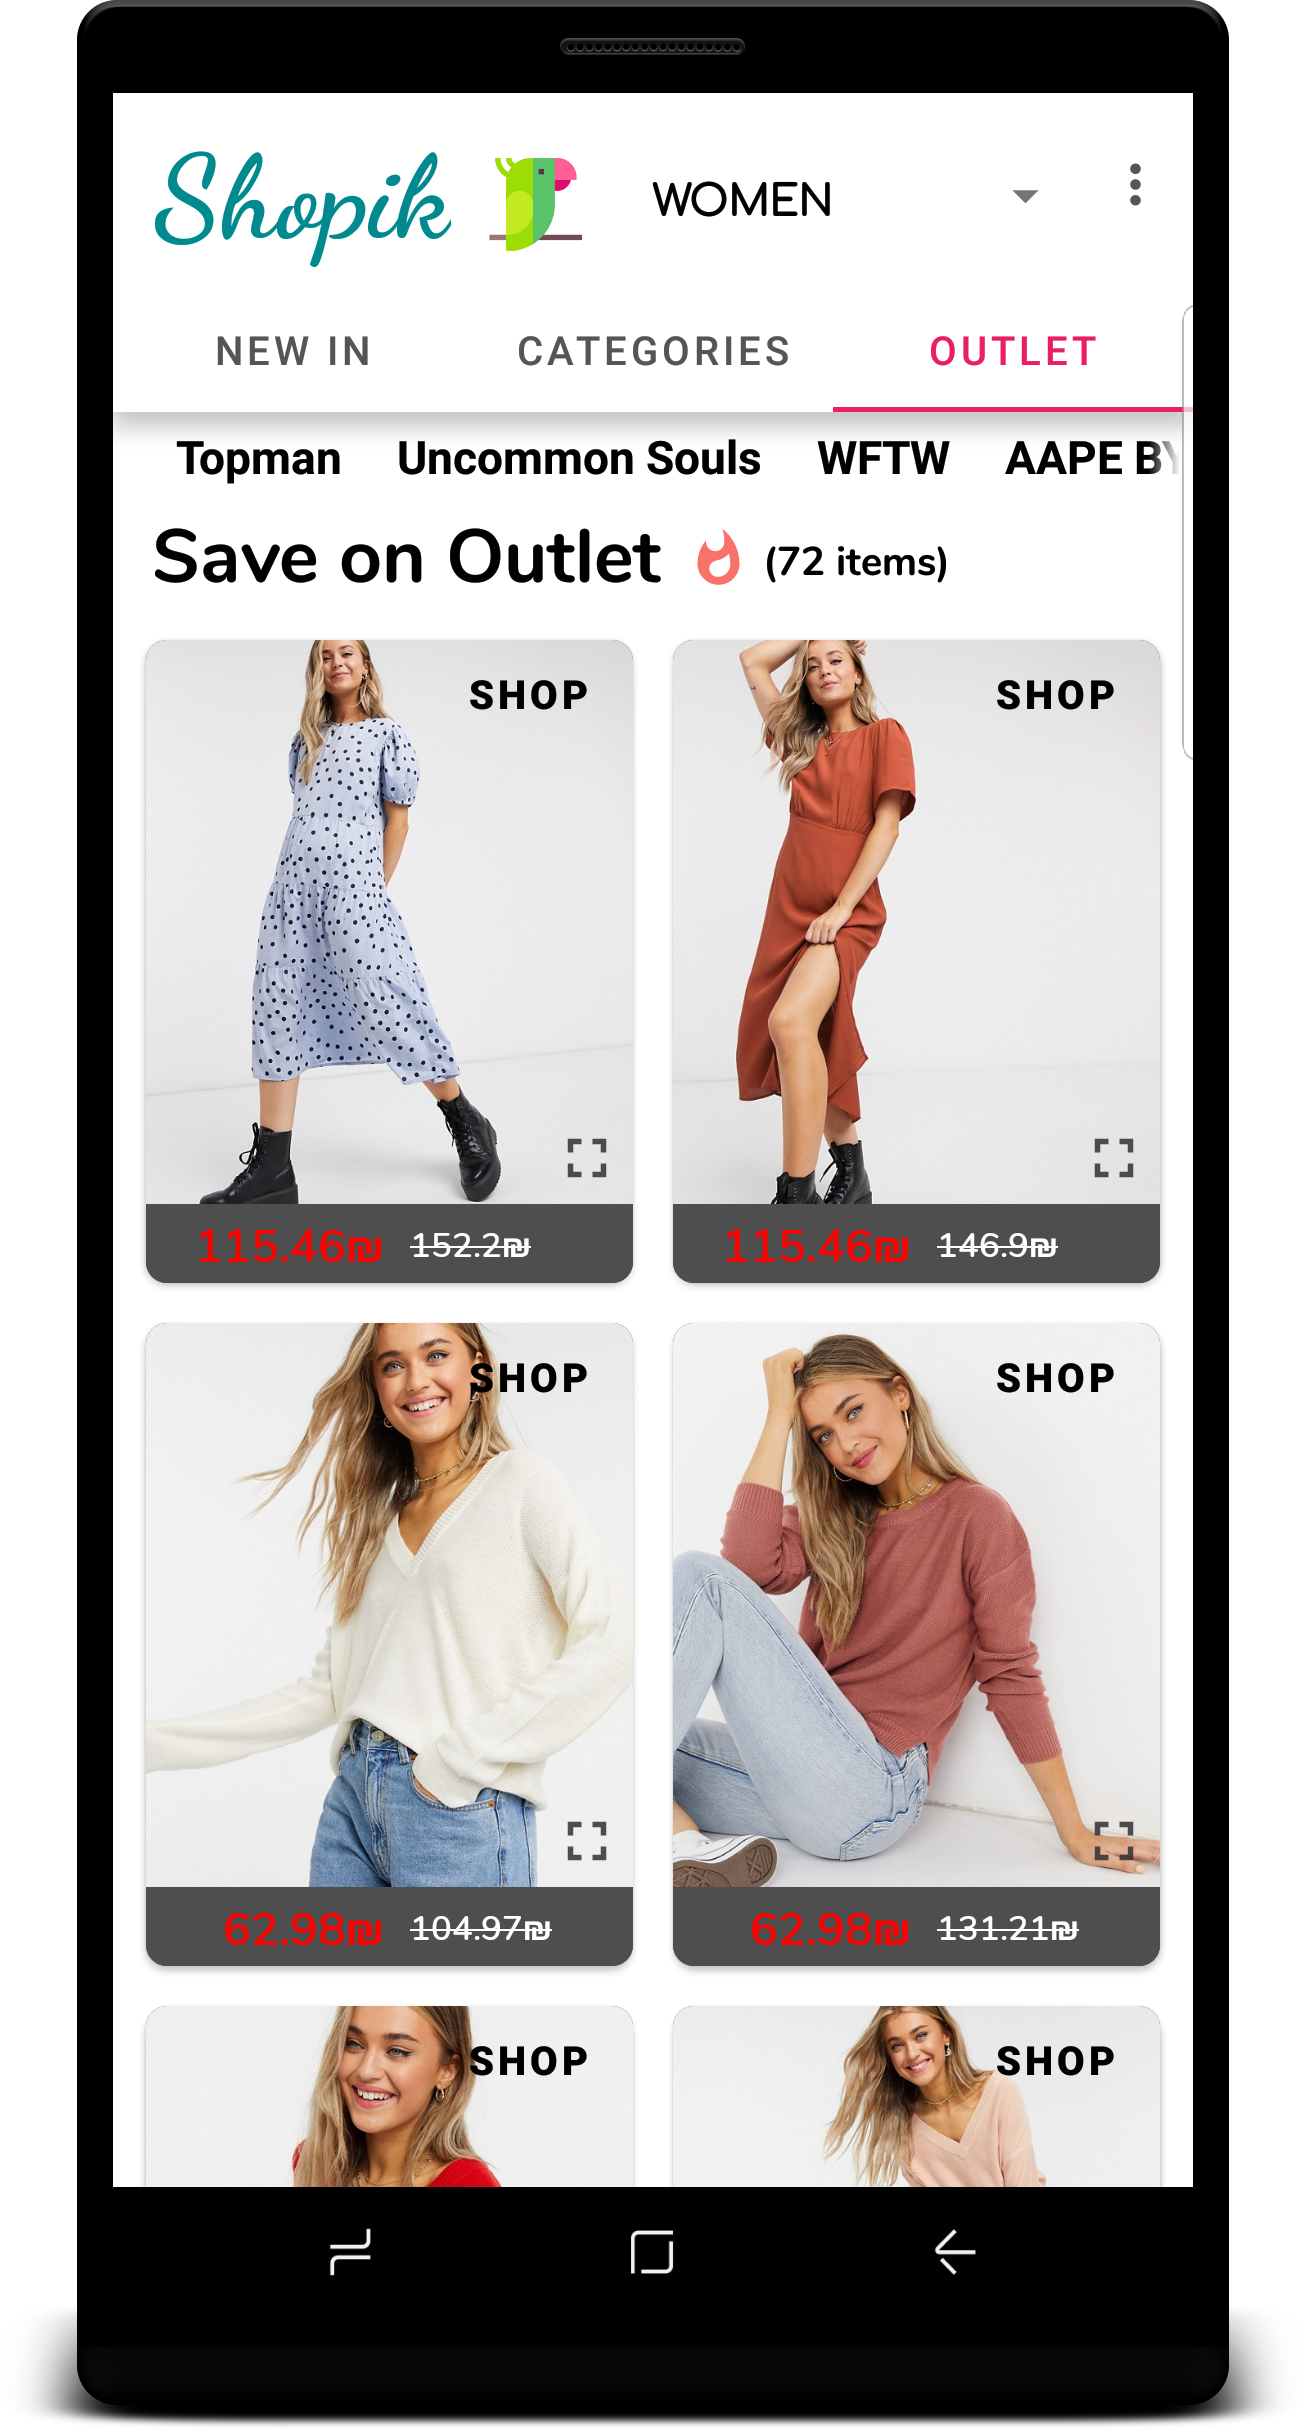 Shopik WOMEN
NEW IN CATEGORIES OUTLET
Topman Uncommon Souls WFTW AAPE BY
Save on Outlet (72 items)
SHOP SHOP
115.46₪ 152.2₪ 115.46₪ 146.9₪
SHOP SHOP
62.98₪ 104.97₪ 62.98₪ 131.21₪
SHOP SHOP